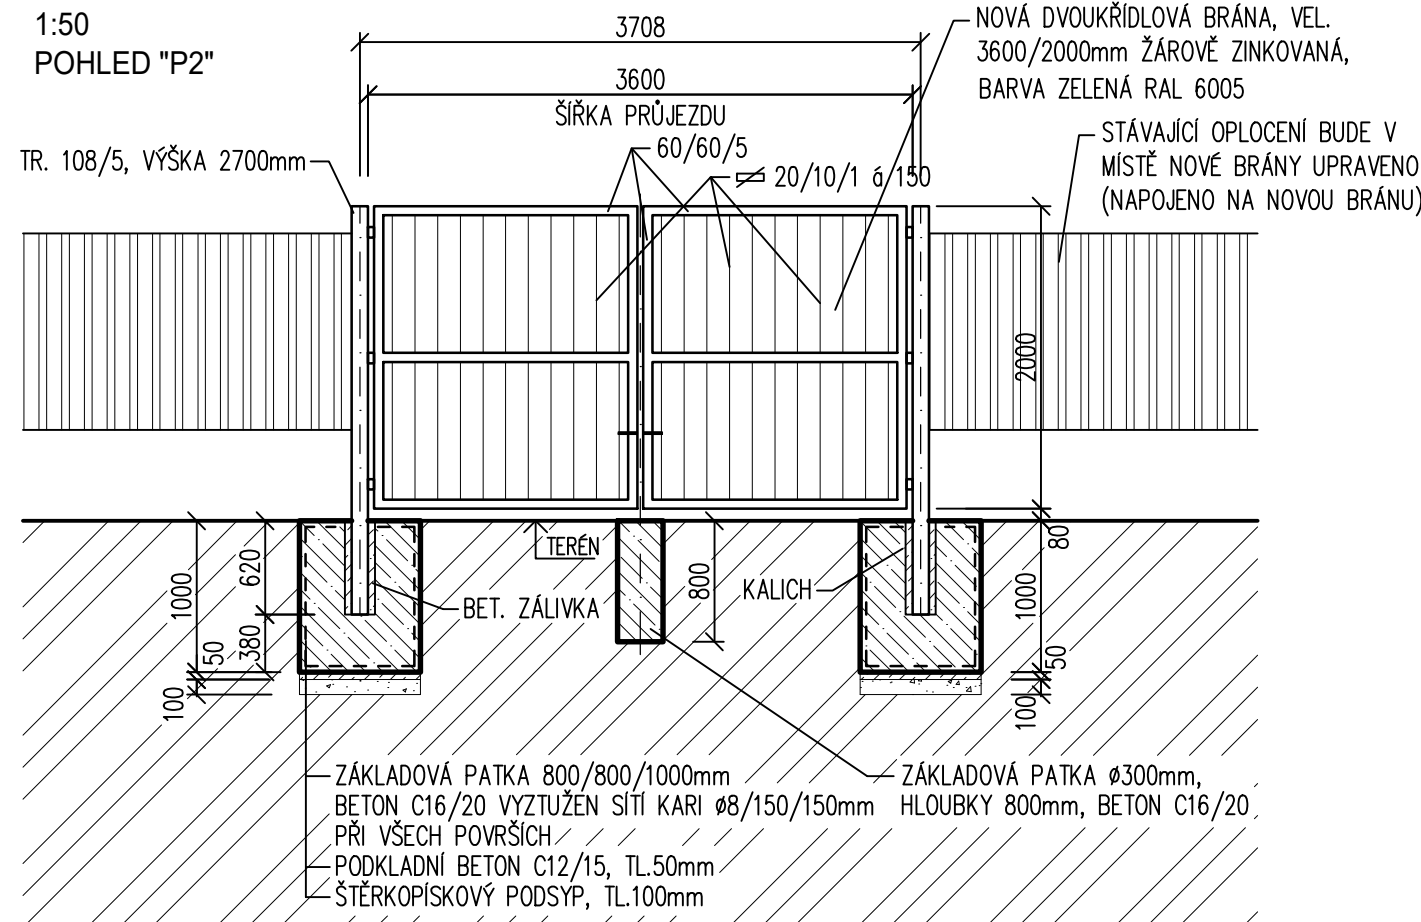 1:50
POHLED "P2"
3708
3600
ŠÍŘKA PRŮJEZDU
NOVÁ DVOUKŘÍDLOVÁ BRÁNA, VEL.
3600/2000mm ŽÁROVĚ ZINKOVANÁ,
BARVA ZELENÁ RAL 6005
STÁVAJÍCÍ OPLOCENÍ BUDE V
MÍSTĚ NOVÉ BRÁNY UPRAVENO
(NAPOJENO NA NOVOU BRÁNU)
TR. 108/5, VÝŠKA 2700mm
60/60/5
20/10/1 á 150
2000
TERÉN
80
620
1000
800
KALICH
1000
BET. ZÁLIVKA
380
50
50
100
100
ZÁKLADOVÁ PATKA 800/800/1000mm
BETON C16/20 VYZTUŽEN SÍTÍ KARI ø8/150/150mm
PŘI VŠECH POVRŠÍCH
PODKLADNÍ BETON C12/15, TL.50mm
ŠTĚRKOPÍSKOVÝ PODSYP, TL.100mm
ZÁKLADOVÁ PATKA ø300mm,
HLOUBKY 800mm, BETON C16/20